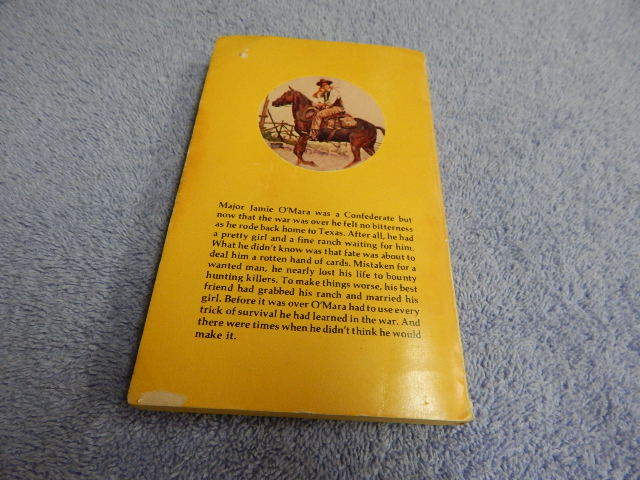 Major Jamie O'Mara was a Confederate but
now that the war was over he felt no bitterness
as he rode back home to Texas. After all, he had
a pretty girl and a fine ranch waiting for him.
What he didn't know was that fate was about to
deal him a rotten hand of cards. Mistaken for a
wanted man, he nearly lost his life to bounty
hunting killers. To make things worse, his best
friend had grabbed his ranch and married his
girl. Before it was over O'Mara had to use every
trick of survival he had learned in the war. And
there were times when he didn't think he would
make it.